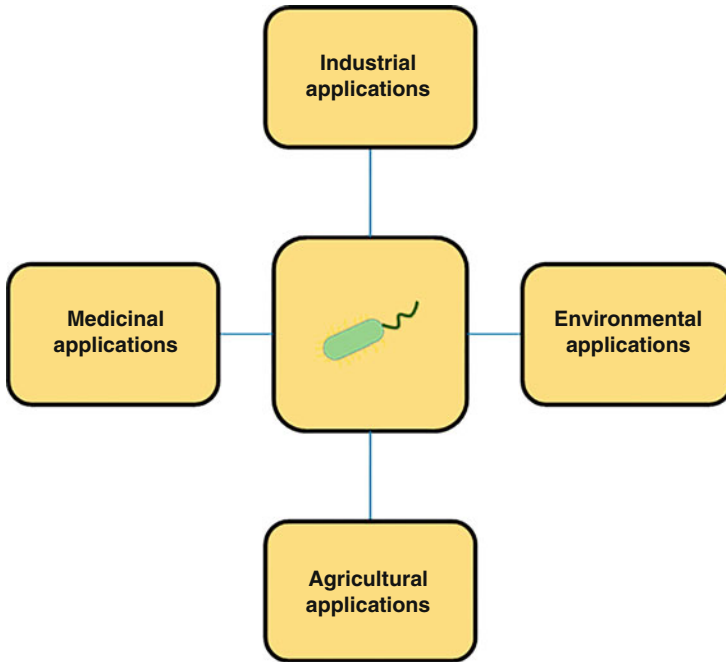 Industrial
applications
Medicinal
applications
Environmental
applications
Agricultural
applications